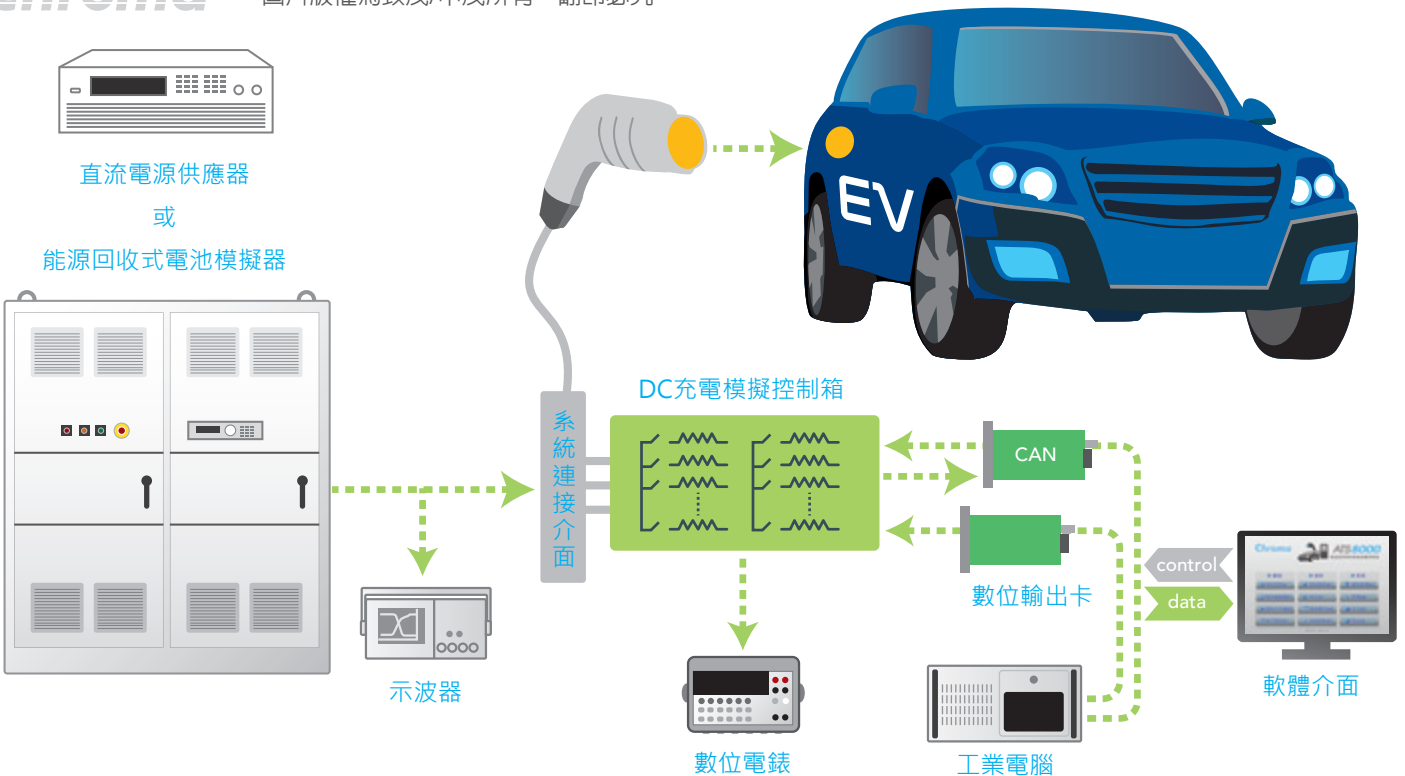 直流電源供應器
或
能源回收式電池模擬器
EV
DC充電模擬控制箱
系統連接介面
CAN
數位輸出卡
control
data
Chroma ATS-8000
軟體介面
示波器
數位電錶
工業電腦